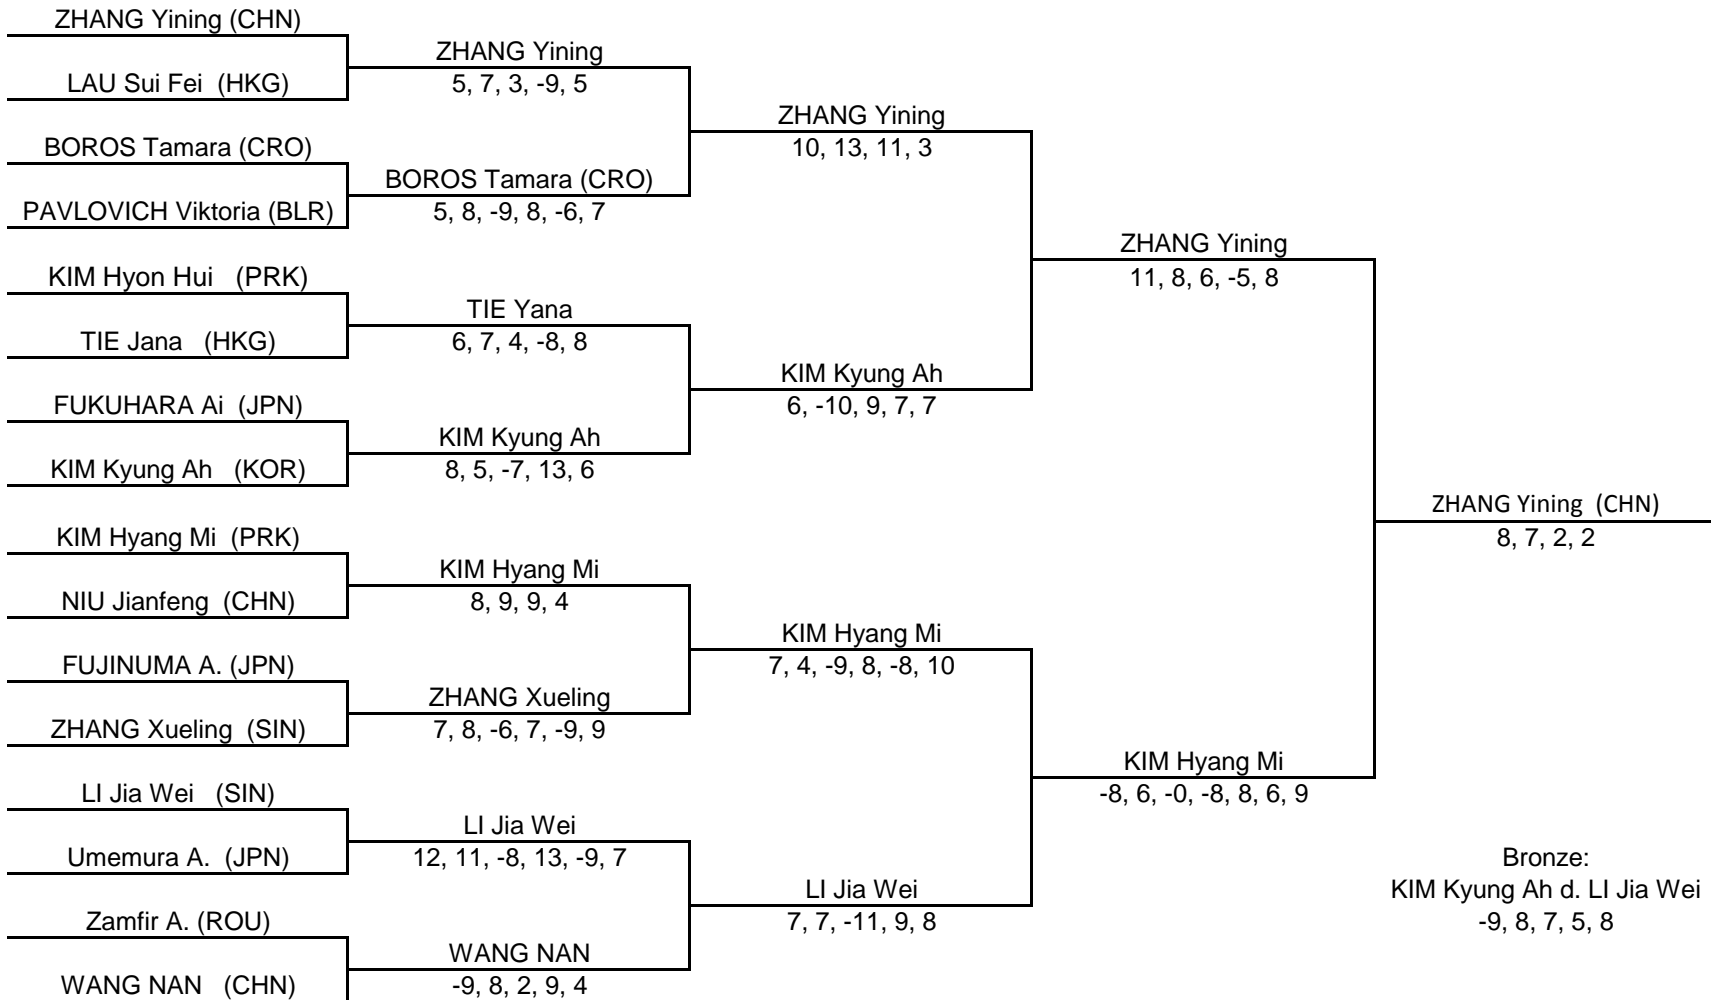 ZHANG Yining (CHN)
LAU Sui Fei (HKG)
BOROS Tamara (CRO)
PAVLOVICH Viktoria (BLR)
KIM Hyon Hui (PRK)
TIE Jana (HKG)
FUKUHARA Ai (JPN)
KIM Kyung Ah (KOR)
KIM Hyang Mi (PRK)
NIU Jianfeng (CHN)
FUJINUMA A. (JPN)
ZHANG Xueling (SIN)
LI Jia Wei (SIN)
Umemura A. (JPN)
Zamfir A. (ROU)
WANG NAN (CHN)
ZHANG Yining
5, 7, 3, -9, 5
BOROS Tamara (CRO)
5, 8, -9, 8, -6, 7
TIE Yana
6, 7, 4, -8, 8
KIM Kyung Ah
8, 5, -7, 13, 6
KIM Hyang Mi
8, 9, 9, 4
ZHANG Xueling
7, 8, -6, 7, -9, 9
LI Jia Wei
12, 11, -8, 13, -9, 7
WANG NAN
-9, 8, 2, 9, 4
ZHANG Yining
10, 13, 11, 3
KIM Kyung Ah
6, -10, 9, 7, 7
KIM Hyang Mi
7, 4, -9, 8, -8, 10
LI Jia Wei
7, 7, -11, 9, 8
ZHANG Yining
11, 8, 6, -5, 8
KIM Hyang Mi
-8, 6, -0, -8, 8, 6, 9
ZHANG Yining (CHN)
8, 7, 2, 2
Bronze:
KIM Kyung Ah d. LI Jia Wei
-9, 8, 7, 5, 8